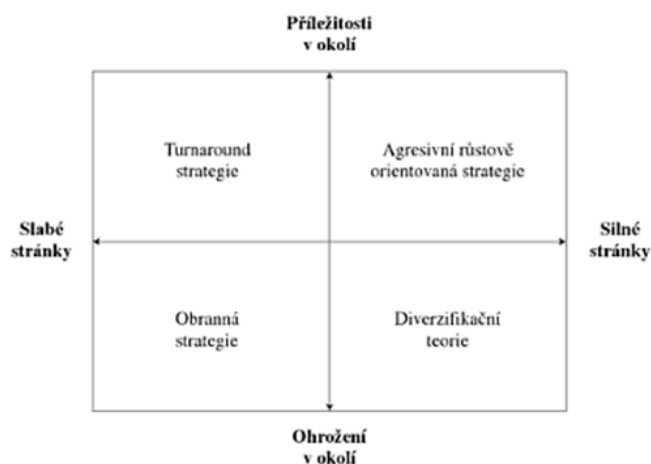 Příležitosti
v okolí
Turnaround
strategie
Agresivní růstově
orientovaná strategie
Slabé
stránky
Silné
stránky
Obranná
strategie
Diverzifikační
teorie
Ohrožení
v okolí